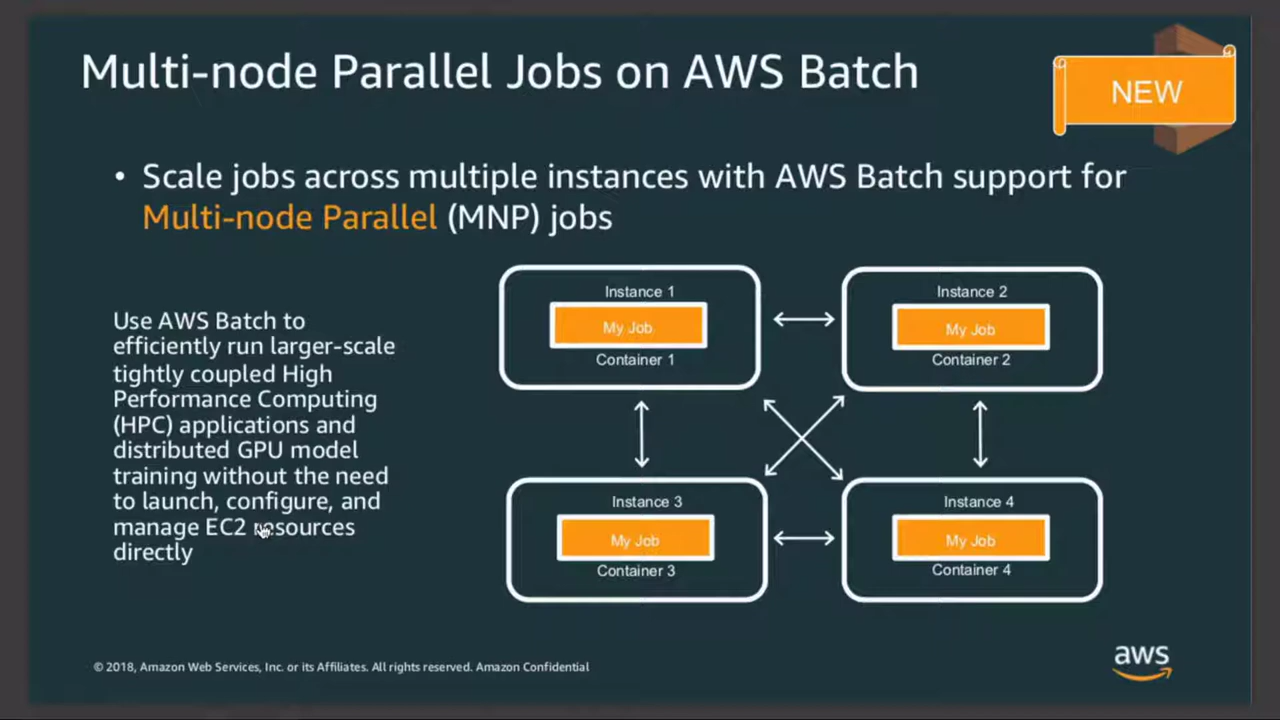 Multi-node Parallel Jobs on AWS Batch
NEW
• Scale jobs across multiple instances with AWS Batch support for
Multi-node Parallel (MNP) jobs
Use AWS Batch to
efficiently run larger-scale
tightly coupled High
Performance Computing
(HPC) applications and
distributed GPU model
training without the need
to launch, configure, and
manage EC2 resources
directly
Instance 1
My Job
Container 1
Instance 2
My Job
Container 2
Instance 3
My Job
Container 3
Instance 4
My Job
Container 4
© 2018, Amazon Web Services, Inc. or its Affiliates. All rights reserved. Amazon Confidential
aws